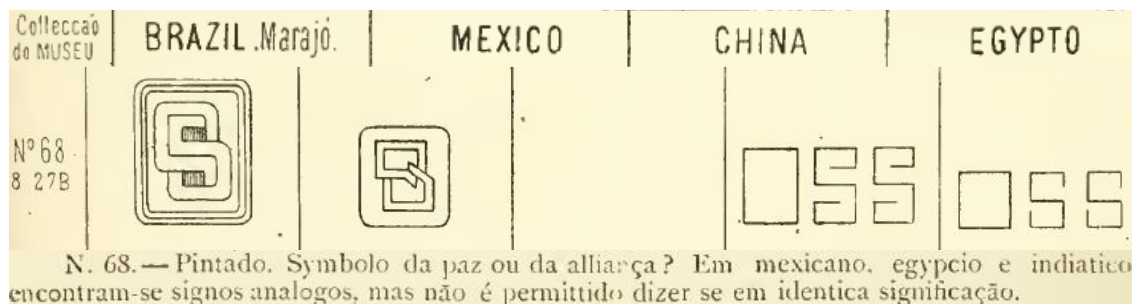 Collecção
do MUSEU
BRAZIL.Marajó.
MEXICO
CHINA
EGYPTO
Nº 68
8 27B
N. 68.— Pintado. Symbolo da paz ou da alliança? Em mexicano, egypcio e indiatico
encontram-se signos analogos, mas não é permittido dizer se em identica significação.